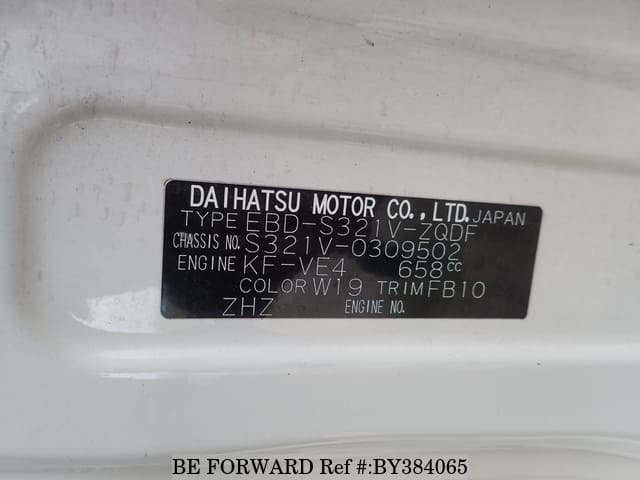 DAIHATSU MOTOR CO.,LTD. JAPAN
TYPE EBD-S321V-ZQDF
CHASSIS NO. S321V-0309502
ENGINE KF-VE4 658cc
COLOR W19 TRIM FB10
ZHZ ENGINE NO.
BE FORWARD Ref #:BY384065